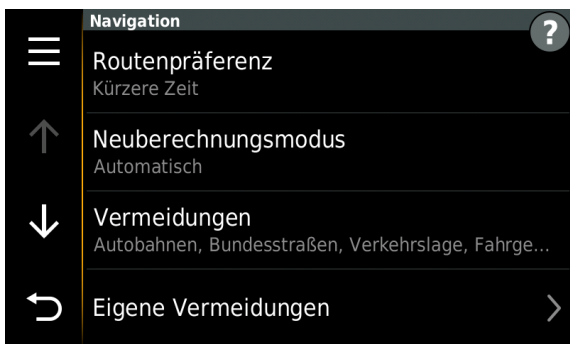 Navigation
?
Routenpräferenz
Kürzere Zeit
Neuberechnungsmodus
Automatisch
Vermeidungen
Autobahnen, Bundesstraßen, Verkehrslage, Fahrge...
Eigene Vermeidungen